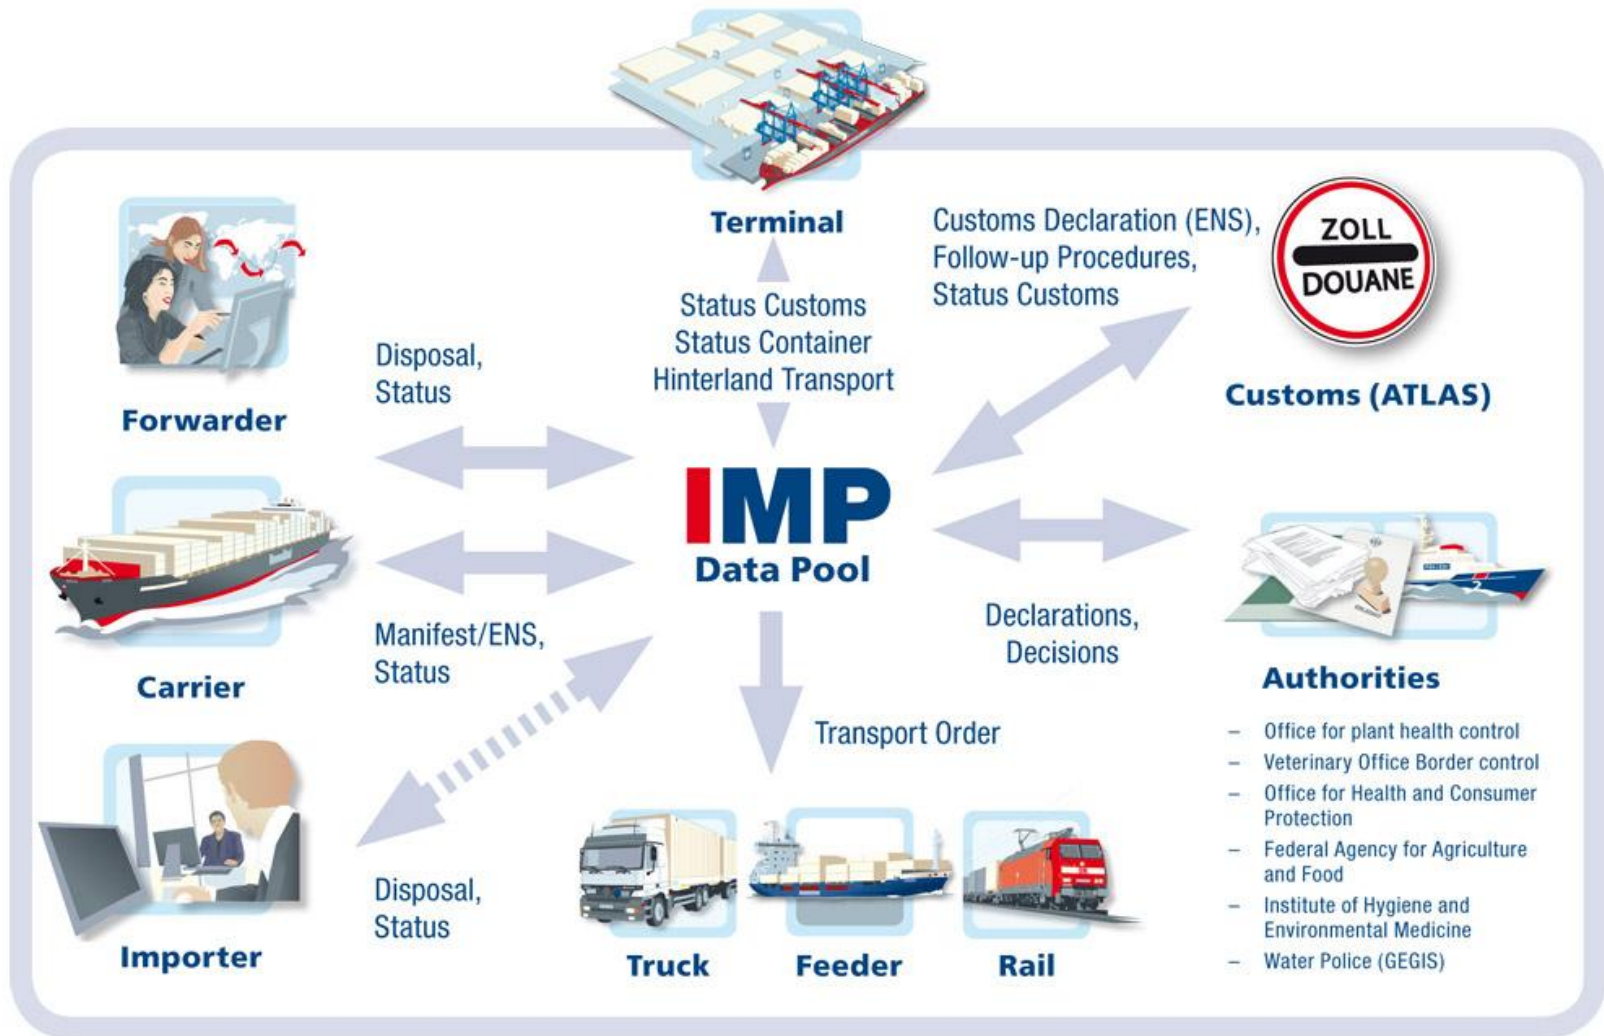 Terminal
Customs Declaration (ENS),
Follow-up Procedures,
Status Customs
ZOLL
DOUANE
Customs (ATLAS)
Status Customs
Status Container
Hinterland Transport
Disposal,
Status
Forwarder
IMP
Data Pool
Carrier
Manifest/ENS,
Status
Declarations,
Decisions
Authorities
– Office for plant health control
– Veterinary Office Border control
– Office for Health and Consumer
Protection
– Federal Agency for Agriculture
and Food
– Institute of Hygiene and
Environmental Medicine
– Water Police (GEGIS)
Transport Order
Disposal,
Status
Importer
Truck
Feeder
Rail